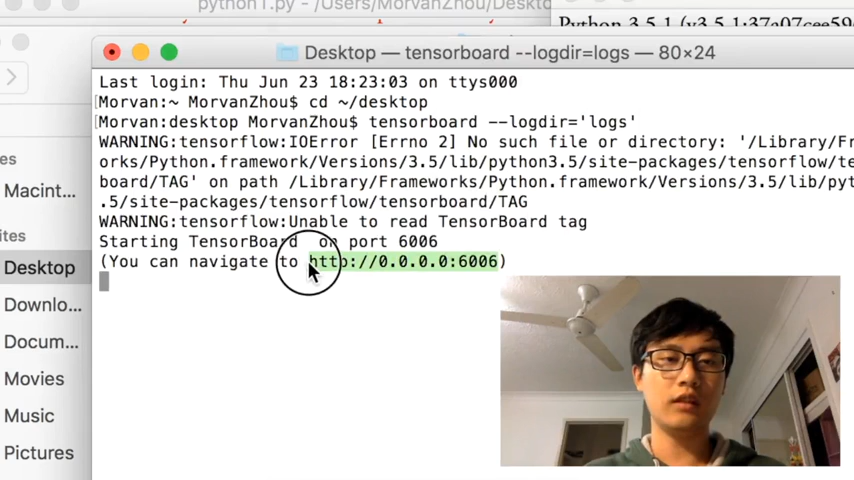 python1.py - /Users/MorvanZhou/Deskto
Python 3.5.1 (v3.5.1:37a07cee59
Desktop — tensorboard --logdir=logs — 80×24
Last login: Thu Jun 23 18:23:03 on ttys000
[Morvan:~ MorvanZhou$ cd ~/desktop
[Morvan:desktop MorvanZhou$ tensorboard --logdir='logs'
WARNING:tensorflow:IOError [Errno 2] No such file or directory: '/Library/Fr
orks/Python.framework/Versions/3.5/lib/python3.5/site-packages/tensorflow/te
board/TAG' on path /Library/Frameworks/Python.framework/Versions/3.5/lib/pyt
.5/site-packages/tensorflow/tensorboard/TAG
WARNING:tensorflow:Unable to read TensorBoard tag
Starting TensorBoard  on port 6006
(You can navigate to http://0.0.0.0:6006)
es
Macint...
ites
Desktop
Downlo...
Docum...
Movies
Music
Pictures